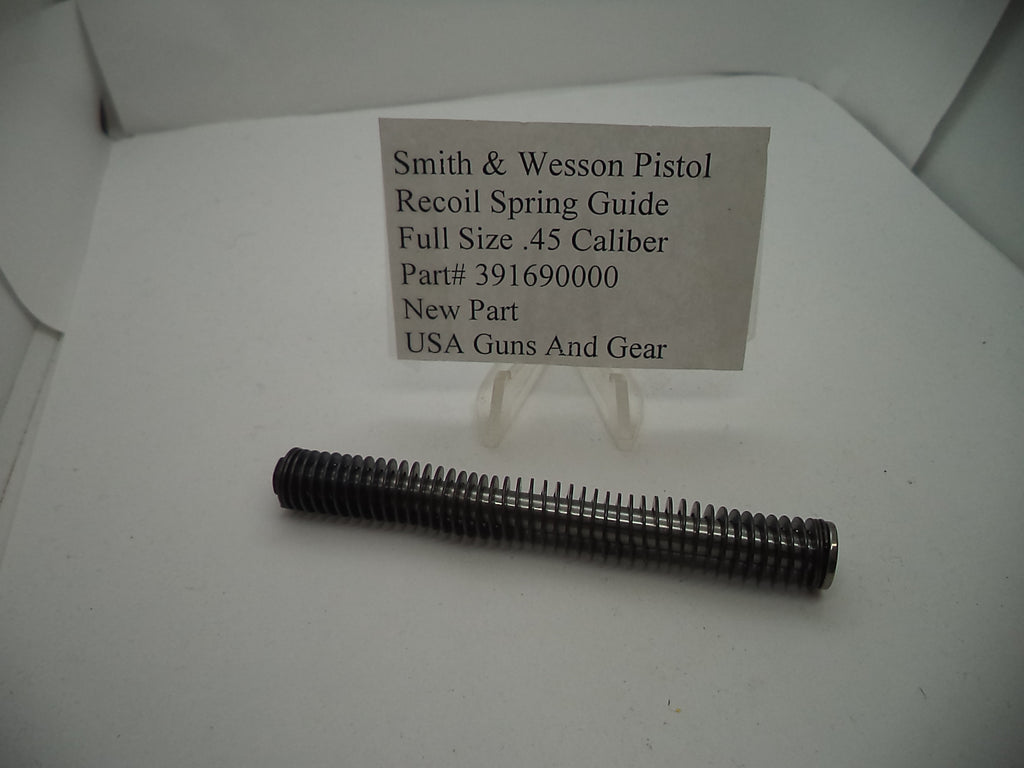 Smith & Wesson Pistol
Recoil Spring Guide
Full Size .45 Caliber
Part# 391690000
New Part
USA Guns And Gear